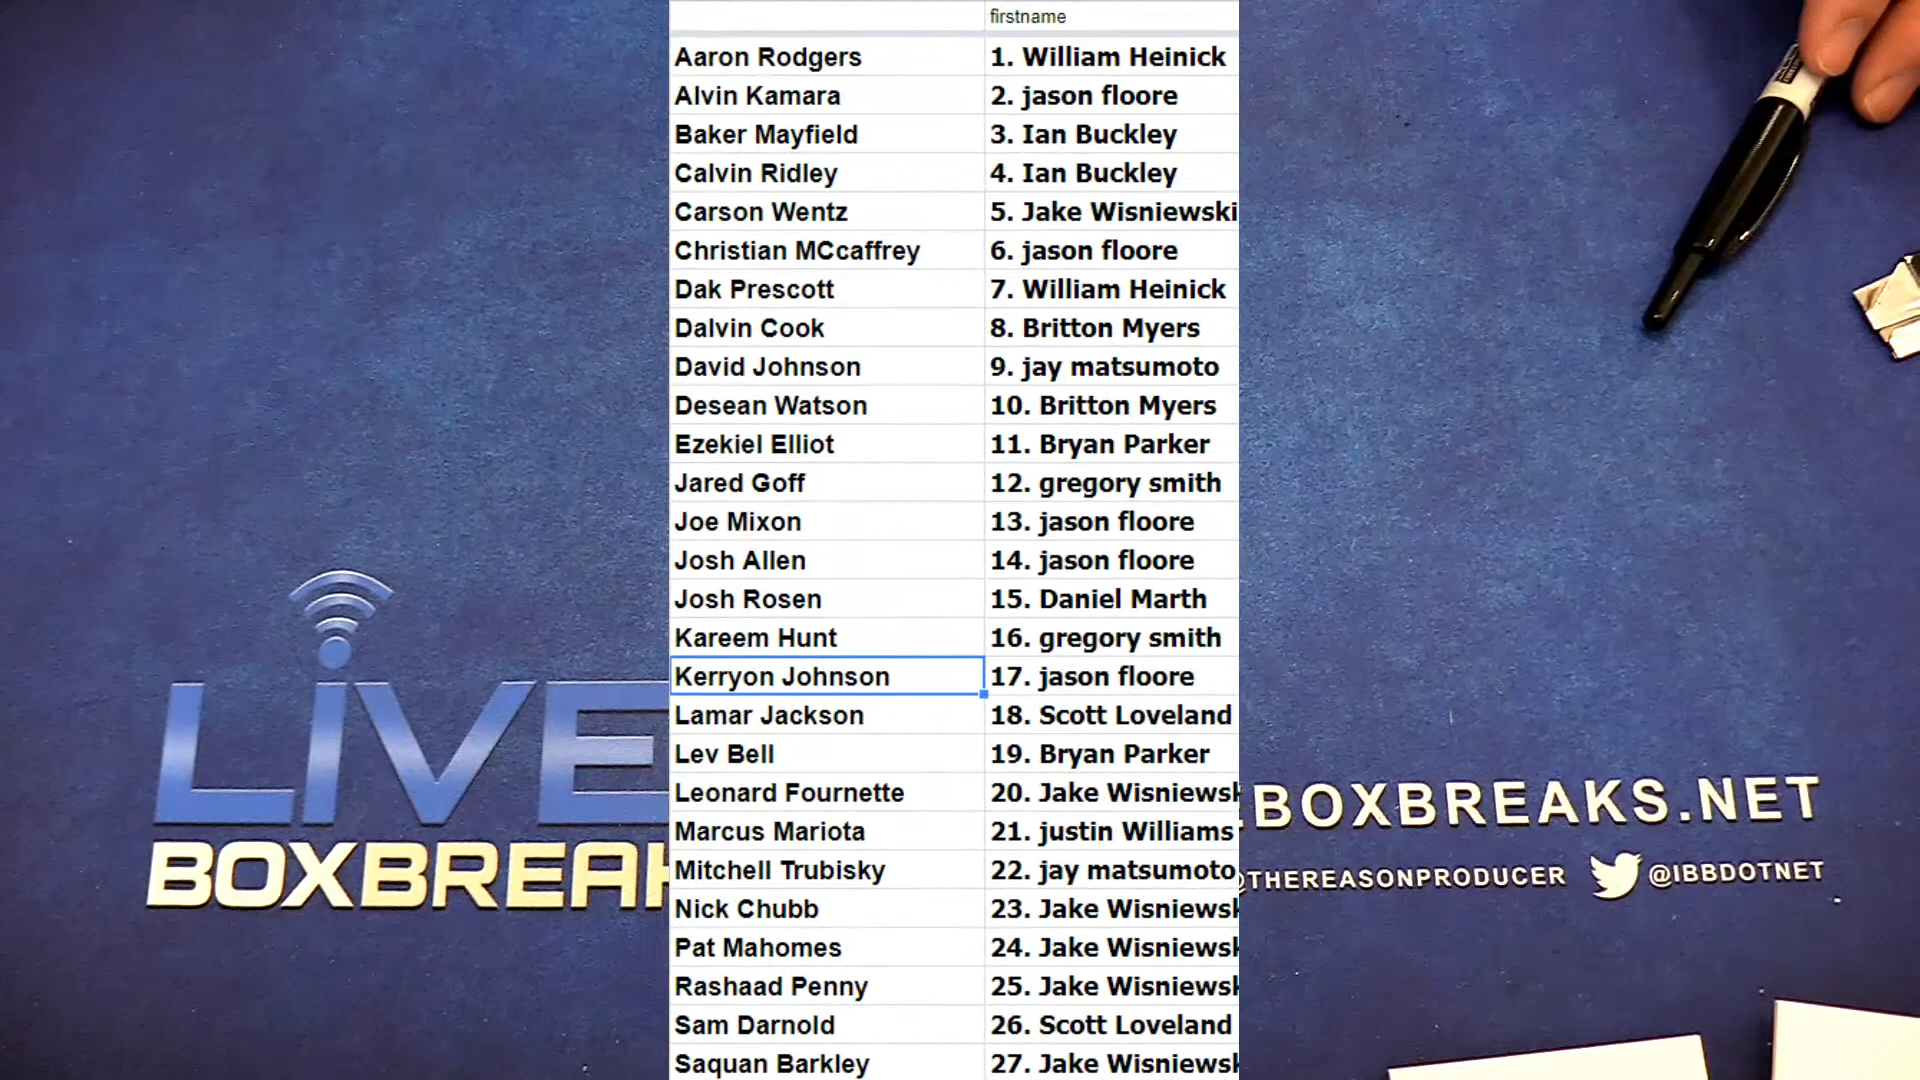 firstname
Aaron Rodgers 1. William Heinick
Alvin Kamara 2. jason floore
Baker Mayfield 3. Ian Buckley
Calvin Ridley 4. Ian Buckley
Carson Wentz 5. Jake Wisniewski
Christian MCcaffrey 6. jason floore
Dak Prescott 7. William Heinick
Dalvin Cook 8. Britton Myers
David Johnson 9. jay matsumoto
Desean Watson 10. Britton Myers
Ezekiel Elliot 11. Bryan Parker
Jared Goff 12. gregory smith
Joe Mixon 13. jason floore
Josh Allen 14. jason floore
Josh Rosen 15. Daniel Marth
Kareem Hunt 16. gregory smith
Kerryon Johnson 17. jason floore
Lamar Jackson 18. Scott Loveland
Lev Bell 19. Bryan Parker
Leonard Fournette 20. Jake Wisniewsk
Marcus Mariota 21. justin Williams
Mitchell Trubisky 22. jay matsumoto
Nick Chubb 23. Jake Wisniewsk
Pat Mahomes 24. Jake Wisniewsk
Rashaad Penny 25. Jake Wisniewsk
Sam Darnold 26. Scott Loveland
Saquan Barkley 27. Jake Wisniewsk
LiVE
BOXBREAK
BOXBREAKS.NET
@THEREASONPRODUCER @IBBDOTNET